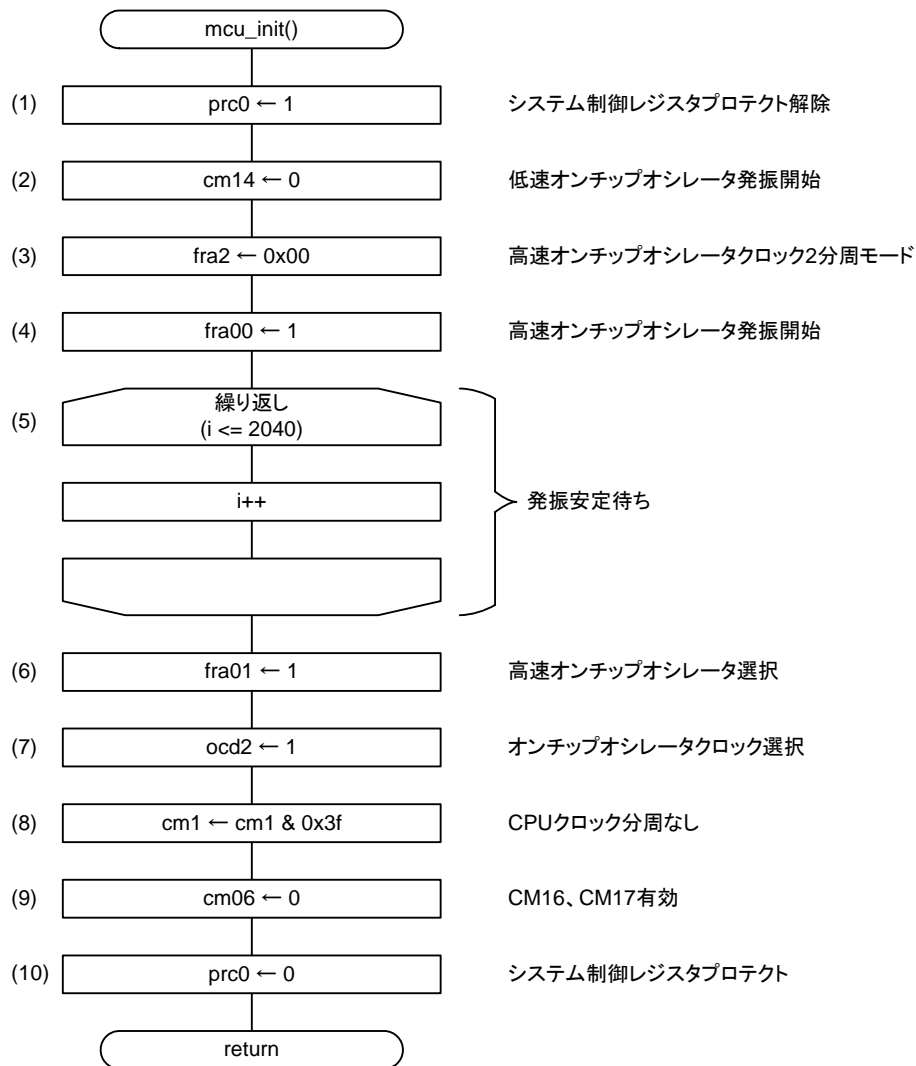 mcu_init()
(1) prc0 ← 1 システム制御レジスタプロテクト解除
(2) cm14 ← 0 低速オンチップオシレータ発振開始
(3) fra2 ← 0x00 高速オンチップオシレータクロック2分周モード
(4) fra00 ← 1 高速オンチップオシレータ発振開始
(5) 繰り返し
(i <= 2040)
i++ 発振安定待ち
(6) fra01 ← 1 高速オンチップオシレータ選択
(7) ocd2 ← 1 オンチップオシレータクロック選択
(8) cm1 ← cm1 & 0x3f CPUクロック分周なし
(9) cm06 ← 0 CM16、CM17有効
(10) prc0 ← 0 システム制御レジスタプロテクト
return